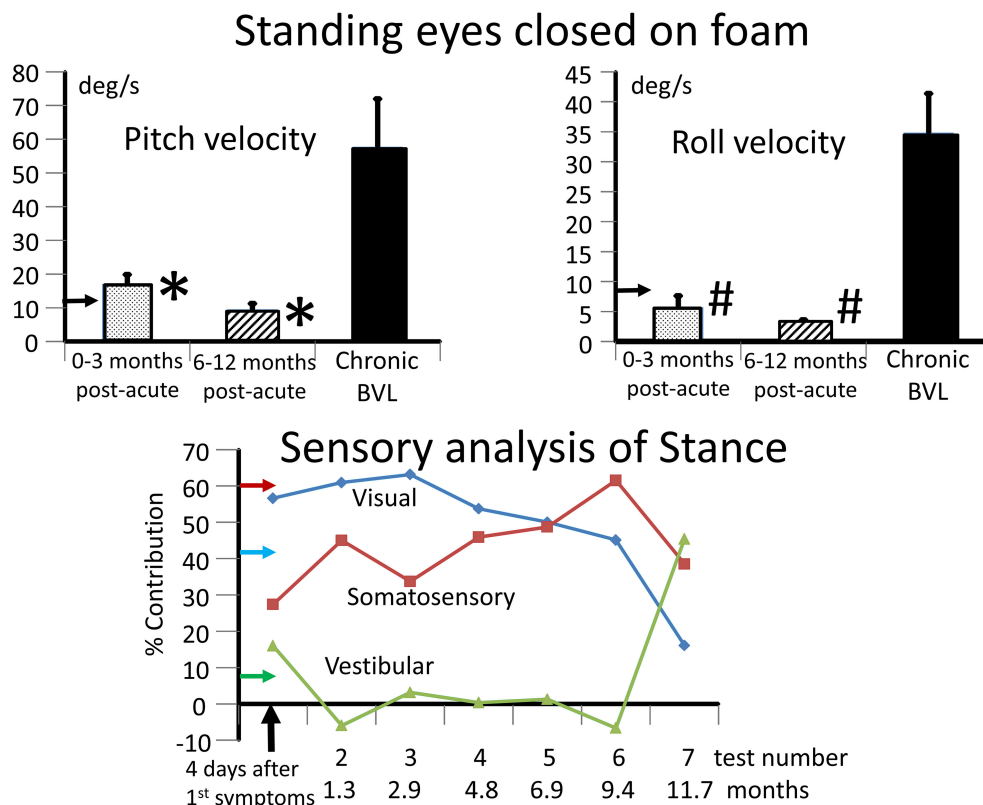 Standing eyes closed on foam
80
70
60
50
40
30
20
10
0
deg/s
Pitch velocity
*
*
0-3 months
post-acute
6-12 months
post-acute
Chronic
BVL
45
40
35
30
25
20
15
10
5
0
deg/s
Roll velocity
#
#
0-3 months
post-acute
6-12 months
post-acute
Chronic
BVL
Sensory analysis of Stance
% Contribution
70
60
50
40
30
20
10
0
-10
Visual
Somatosensory
Vestibular
4 days after
1st symptoms
2 3 4 5 6 7 test number
1.3 2.9 4.8 6.9 9.4 11.7 months